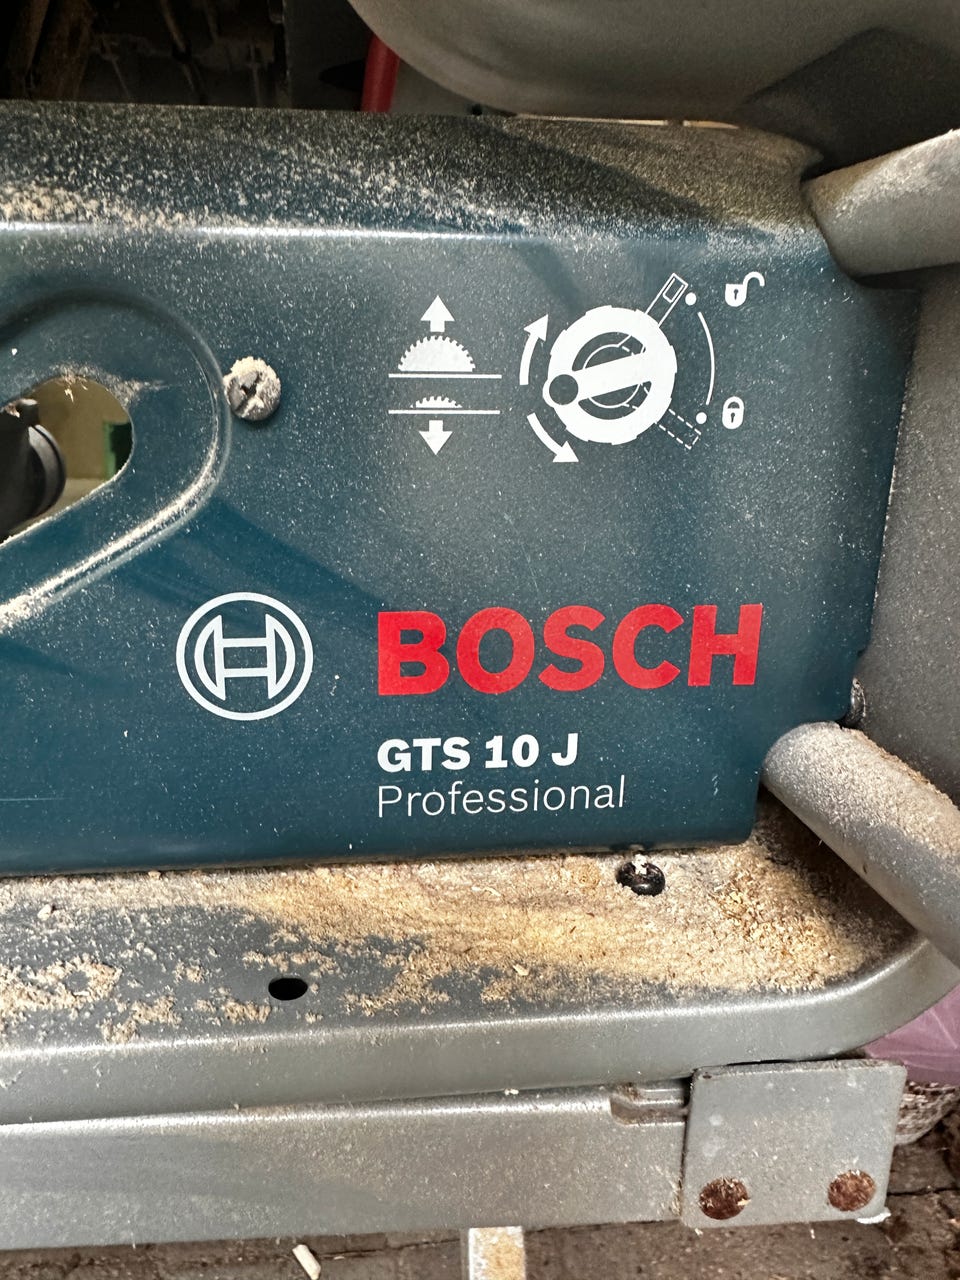 BOSCH
GTS 10 J
Professional